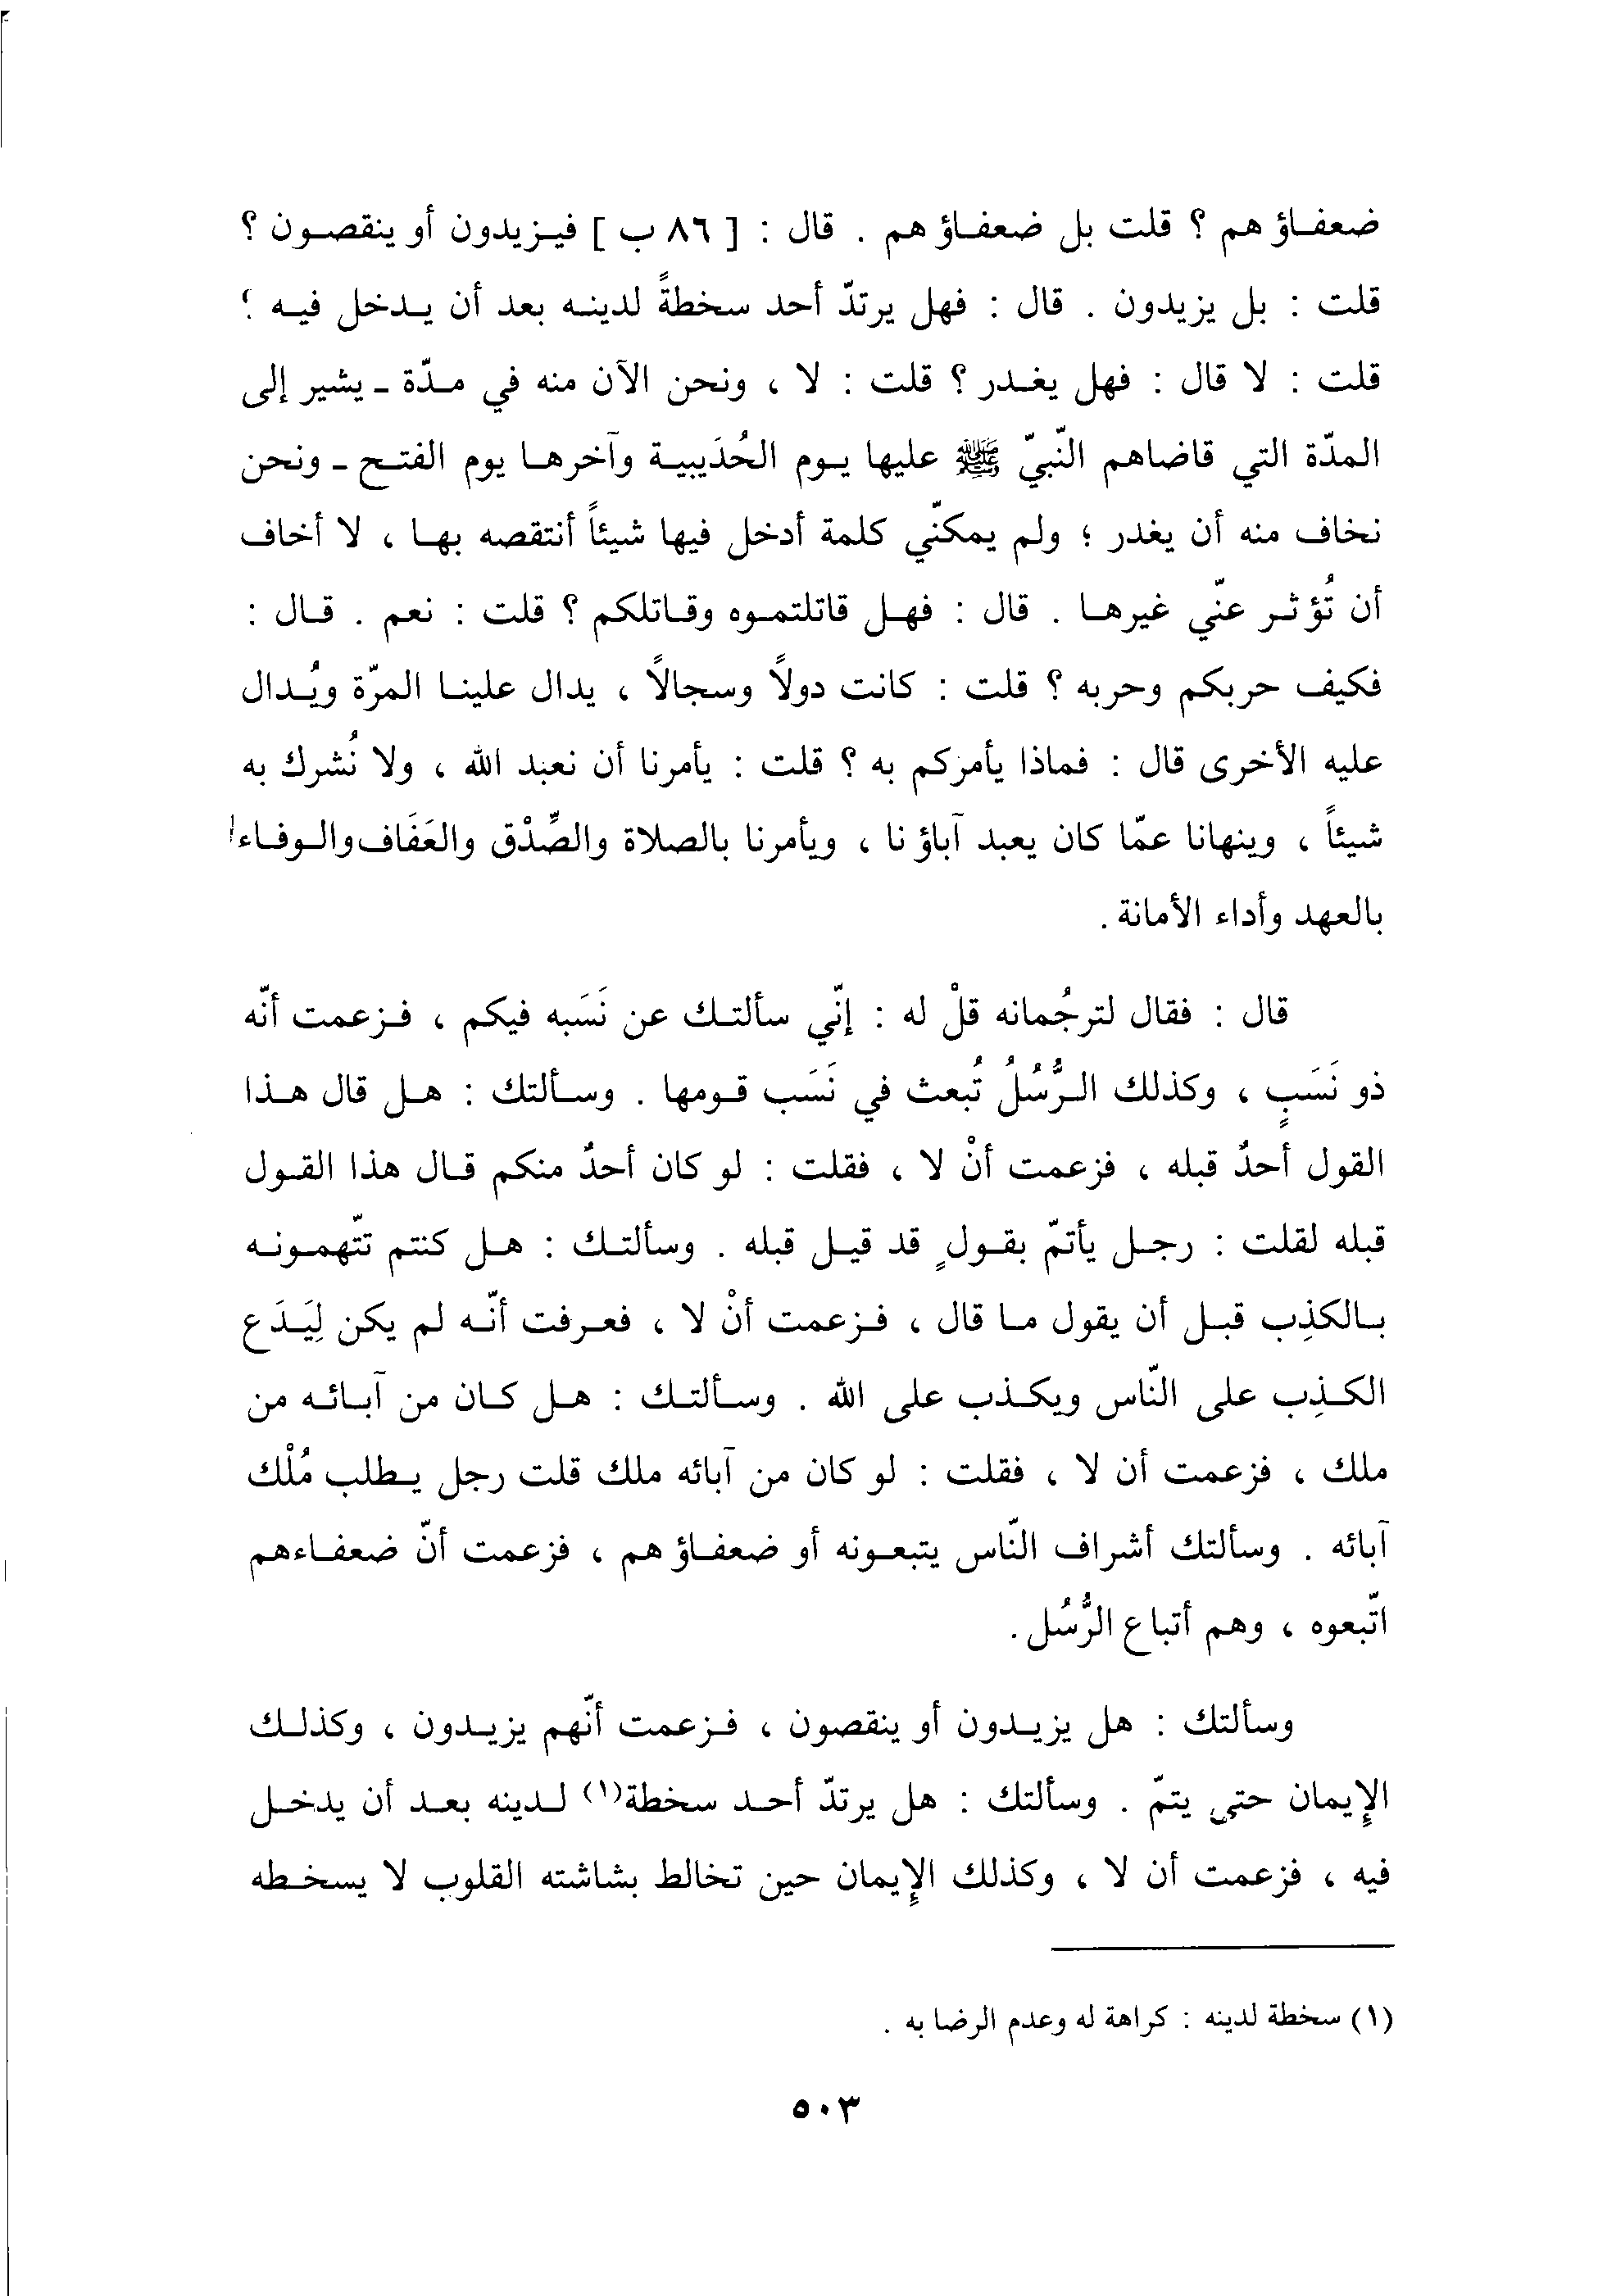 ضعفاؤهم ؟ قلت بل ضعفاؤهم . قال : [ ٨٦ ب ] فيزيدون أو ينقصون ؟
قلت : بل يزيدون . قال : فهل يرتدّ أحد سخطةً لدينه بعد أن يدخل فيه ؟
قلت : لا قال : فهل يغدر ؟ قلت : لا ، ونحن الآن منه في مدّة - يشير إلى
المدّة التي قاضاهم النّبيّ ﷺ عليها يوم الحُدَيبية وآخرها يوم الفتح - ونحن
نخاف منه أن يغدر ؛ ولم يمكنّي كلمة أدخل فيها شيئاً أنتقصه بها ، لا أخاف
أن تُؤثر عنّي غيرها . قال : فهل قاتلتموه وقاتلكم ؟ قلت : نعم . قال :
فكيف حربكم وحربه ؟ قلت : كانت دولاً وسجالاً ، يدال علينا المرّة ويُدال
عليه الأخرى قال : فماذا يأمركم به ؟ قلت : يأمرنا أن نعبد الله ، ولا نُشرك به
شيئاً ، وينهانا عمّا كان يعبد آباؤنا ، ويأمرنا بالصلاة والصِّدْق والعَفَاف والوفاء
بالعهد وأداء الأمانة .
قال : فقال لترجُمانه قلْ له : إنّي سألتك عن نَسَبه فيكم ، فزعمت أنّه
ذو نَسَبٍ ، وكذلك الرُّسُلُ تُبعث في نَسَب قومها . وسألتك : هل قال هذا
القول أحدٌ قبله ، فزعمت أنْ لا ، فقلت : لو كان أحدٌ منكم قال هذا القول
قبله لقلت : رجل يأتمّ بقولٍ قد قيل قبله . وسألتك : هل كنتم تتّهمونه
بالكذِب قبل أن يقول ما قال ، فزعمت أنْ لا ، فعرفت أنّه لم يكن لِيَدَع
الكذِب على النّاس ويكذب على الله . وسألتك : هل كان من آبائه من
ملك ، فزعمت أن لا ، فقلت : لو كان من آبائه ملك قلت رجل يطلب مُلْك
آبائه . وسألتك أشراف النّاس يتبعونه أو ضعفاؤهم ، فزعمت أنّ ضعفاءهم
اتّبعوه ، وهم أتباع الرُّسُل .
وسألتك : هل يزيدون أو ينقصون ، فزعمت أنّهم يزيدون ، وكذلك
الإيمان حتى يتمّ . وسألتك : هل يرتدّ أحد سخطة(١) لدينه بعد أن يدخل
فيه ، فزعمت أن لا ، وكذلك الإيمان حين تخالط بشاشته القلوب لا يسخطه
(١) سخطة لدينه : كراهة له وعدم الرضا به .
٥٠٣